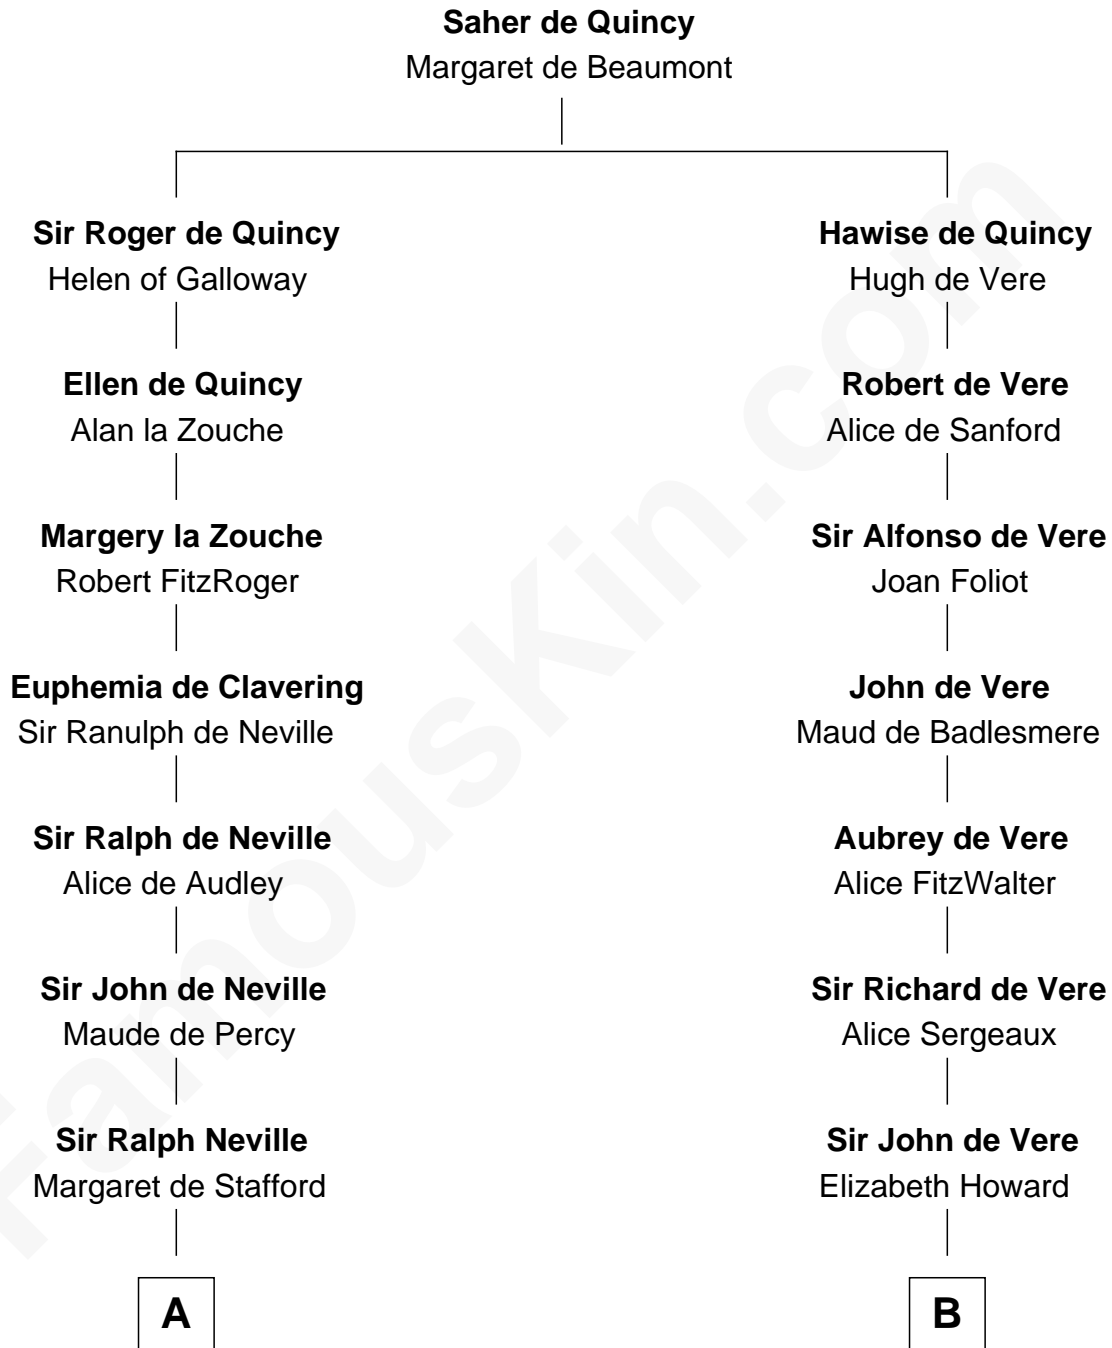 Saher de Quincy
Margaret de Beaumont
Sir Roger de Quincy
Helen of Galloway
Hawise de Quincy
Hugh de Vere
Ellen de Quincy
Alan la Zouche
Robert de Vere
Alice de Sanford
Margery la Zouche
Robert FitzRoger
Sir Alfonso de Vere
Joan Foliot
Euphemia de Clavering
Sir Ranulph de Neville
John de Vere
Maud de Badlesmere
Sir Ralph de Neville
Alice de Audley
Aubrey de Vere
Alice FitzWalter
Sir John de Neville
Maude de Percy
Sir Richard de Vere
Alice Sergeaux
Sir Ralph Neville
Margaret de Stafford
Sir John de Vere
Elizabeth Howard
A
B
FamousKin.com